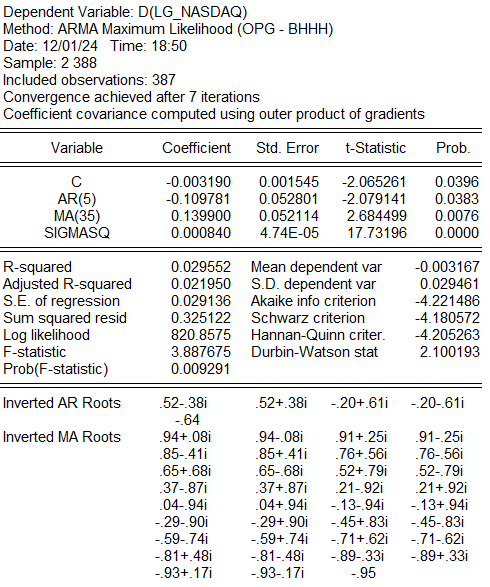 Dependent Variable: D(LG_NASDAQ)
Method: ARMA Maximum Likelihood (OPG - BHHH)
Date: 12/01/24 Time: 18:50
Sample: 2 388
Included observations: 387
Convergence achieved after 7 iterations
Coefficient covariance computed using outer product of gradients
Variable Coefficient Std. Error t-Statistic Prob.
C -0.003190 0.001545 -2.065261 0.0396
AR(5) -0.109781 0.052801 -2.079141 0.0383
MA(35) 0.139900 0.052114 2.684499 0.0076
SIGMASQ 0.000840 4.74E-05 17.73196 0.0000
R-squared 0.029552 Mean dependent var -0.003167
Adjusted R-squared 0.021950 S.D. dependent var 0.029461
S.E. of regression 0.029136 Akaike info criterion -4.221486
Sum squared resid 0.325122 Schwarz criterion -4.180572
Log likelihood 820.8575 Hannan-Quinn criter. -4.205263
F-statistic 3.887675 Durbin-Watson stat 2.100193
Prob(F-statistic) 0.009291
Inverted AR Roots .52-.38i .52+.38i -.20+.61i -.20-.61i
-.64
Inverted MA Roots .94+.08i .94-.08i .91+.25i .91-.25i
.85-.41i .85+.41i .76+.56i .76-.56i
.65+.68i .65-.68i .52+.79i .52-.79i
.37-.87i .37+.87i .21-.92i .21+.92i
.04-.94i .04+.94i -.13-.94i -.13+.94i
-.29-.90i -.29+.90i -.45+.83i -.45-.83i
-.59-.74i -.59+.74i -.71+.62i -.71-.62i
-.81+.48i -.81-.48i -.89-.33i -.89+.33i
-.93+.17i -.93-.17i -.95